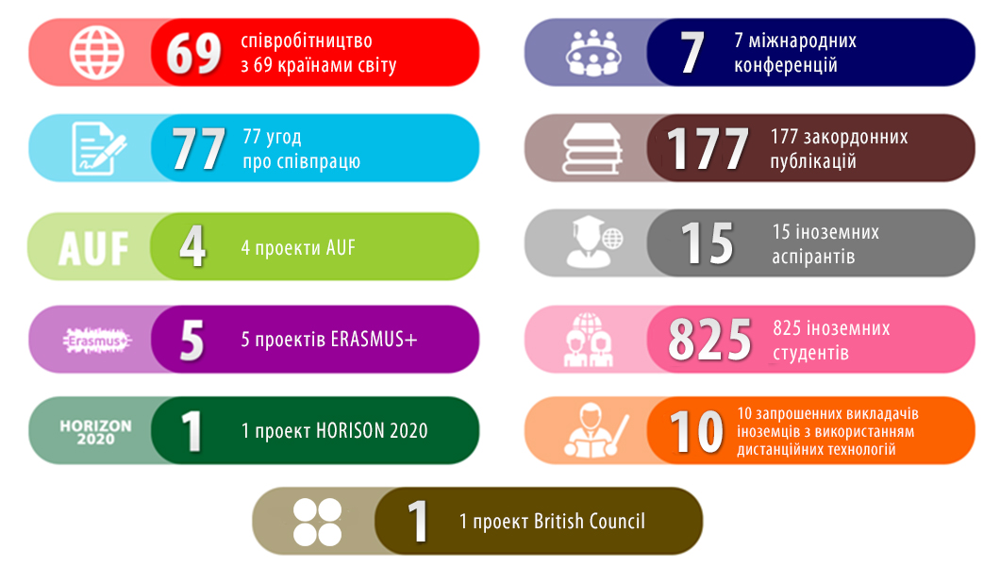 69
співробітництво
з 69 країнами світу
77
77 угод
про співпрацю
AUF
4
4 проекти AUF
Erasmus+
5
5 проектів ERASMUS+
HORIZON
2020
1
1 проект HORISON 2020
7
7 міжнародних
конференцій
177
177 закордонних
публікацій
15
15 іноземних
аспірантів
825
825 іноземних
студентів
10
10 запрошенних викладачів
іноземців з використанням
дистанційних технологій
1
1 проект British Council